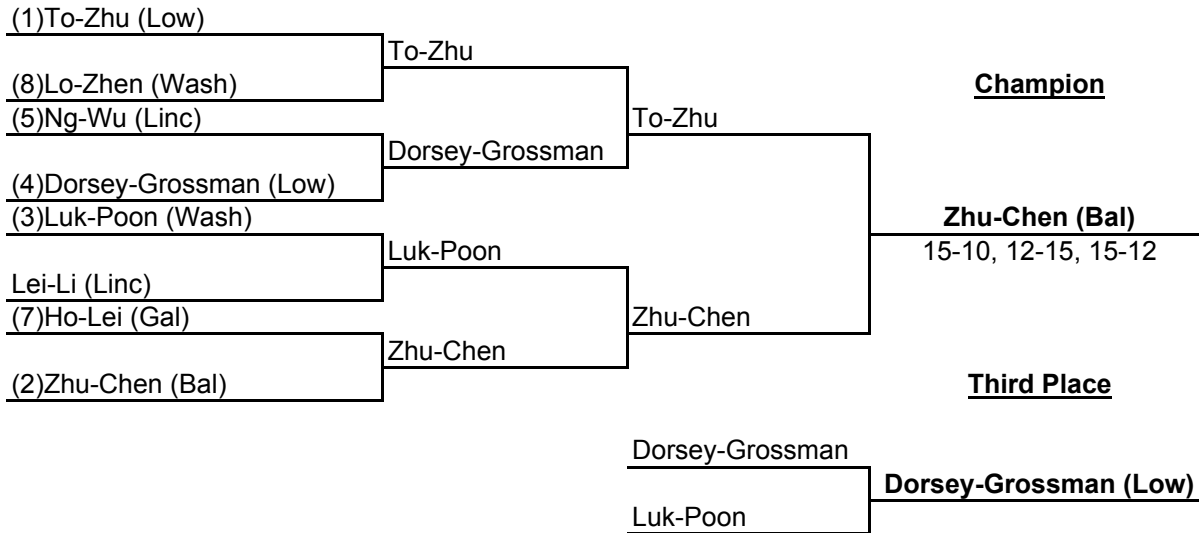 (1)To-Zhu (Low)
To-Zhu
(8)Lo-Zhen (Wash)
Champion
(5)Ng-Wu (Linc)
To-Zhu
Dorsey-Grossman
(4)Dorsey-Grossman (Low)
(3)Luk-Poon (Wash)
Zhu-Chen (Bal)
Luk-Poon
15-10, 12-15, 15-12
Lei-Li (Linc)
(7)Ho-Lei (Gal)
Zhu-Chen
Zhu-Chen
(2)Zhu-Chen (Bal)
Third Place
Dorsey-Grossman
Dorsey-Grossman (Low)
Luk-Poon